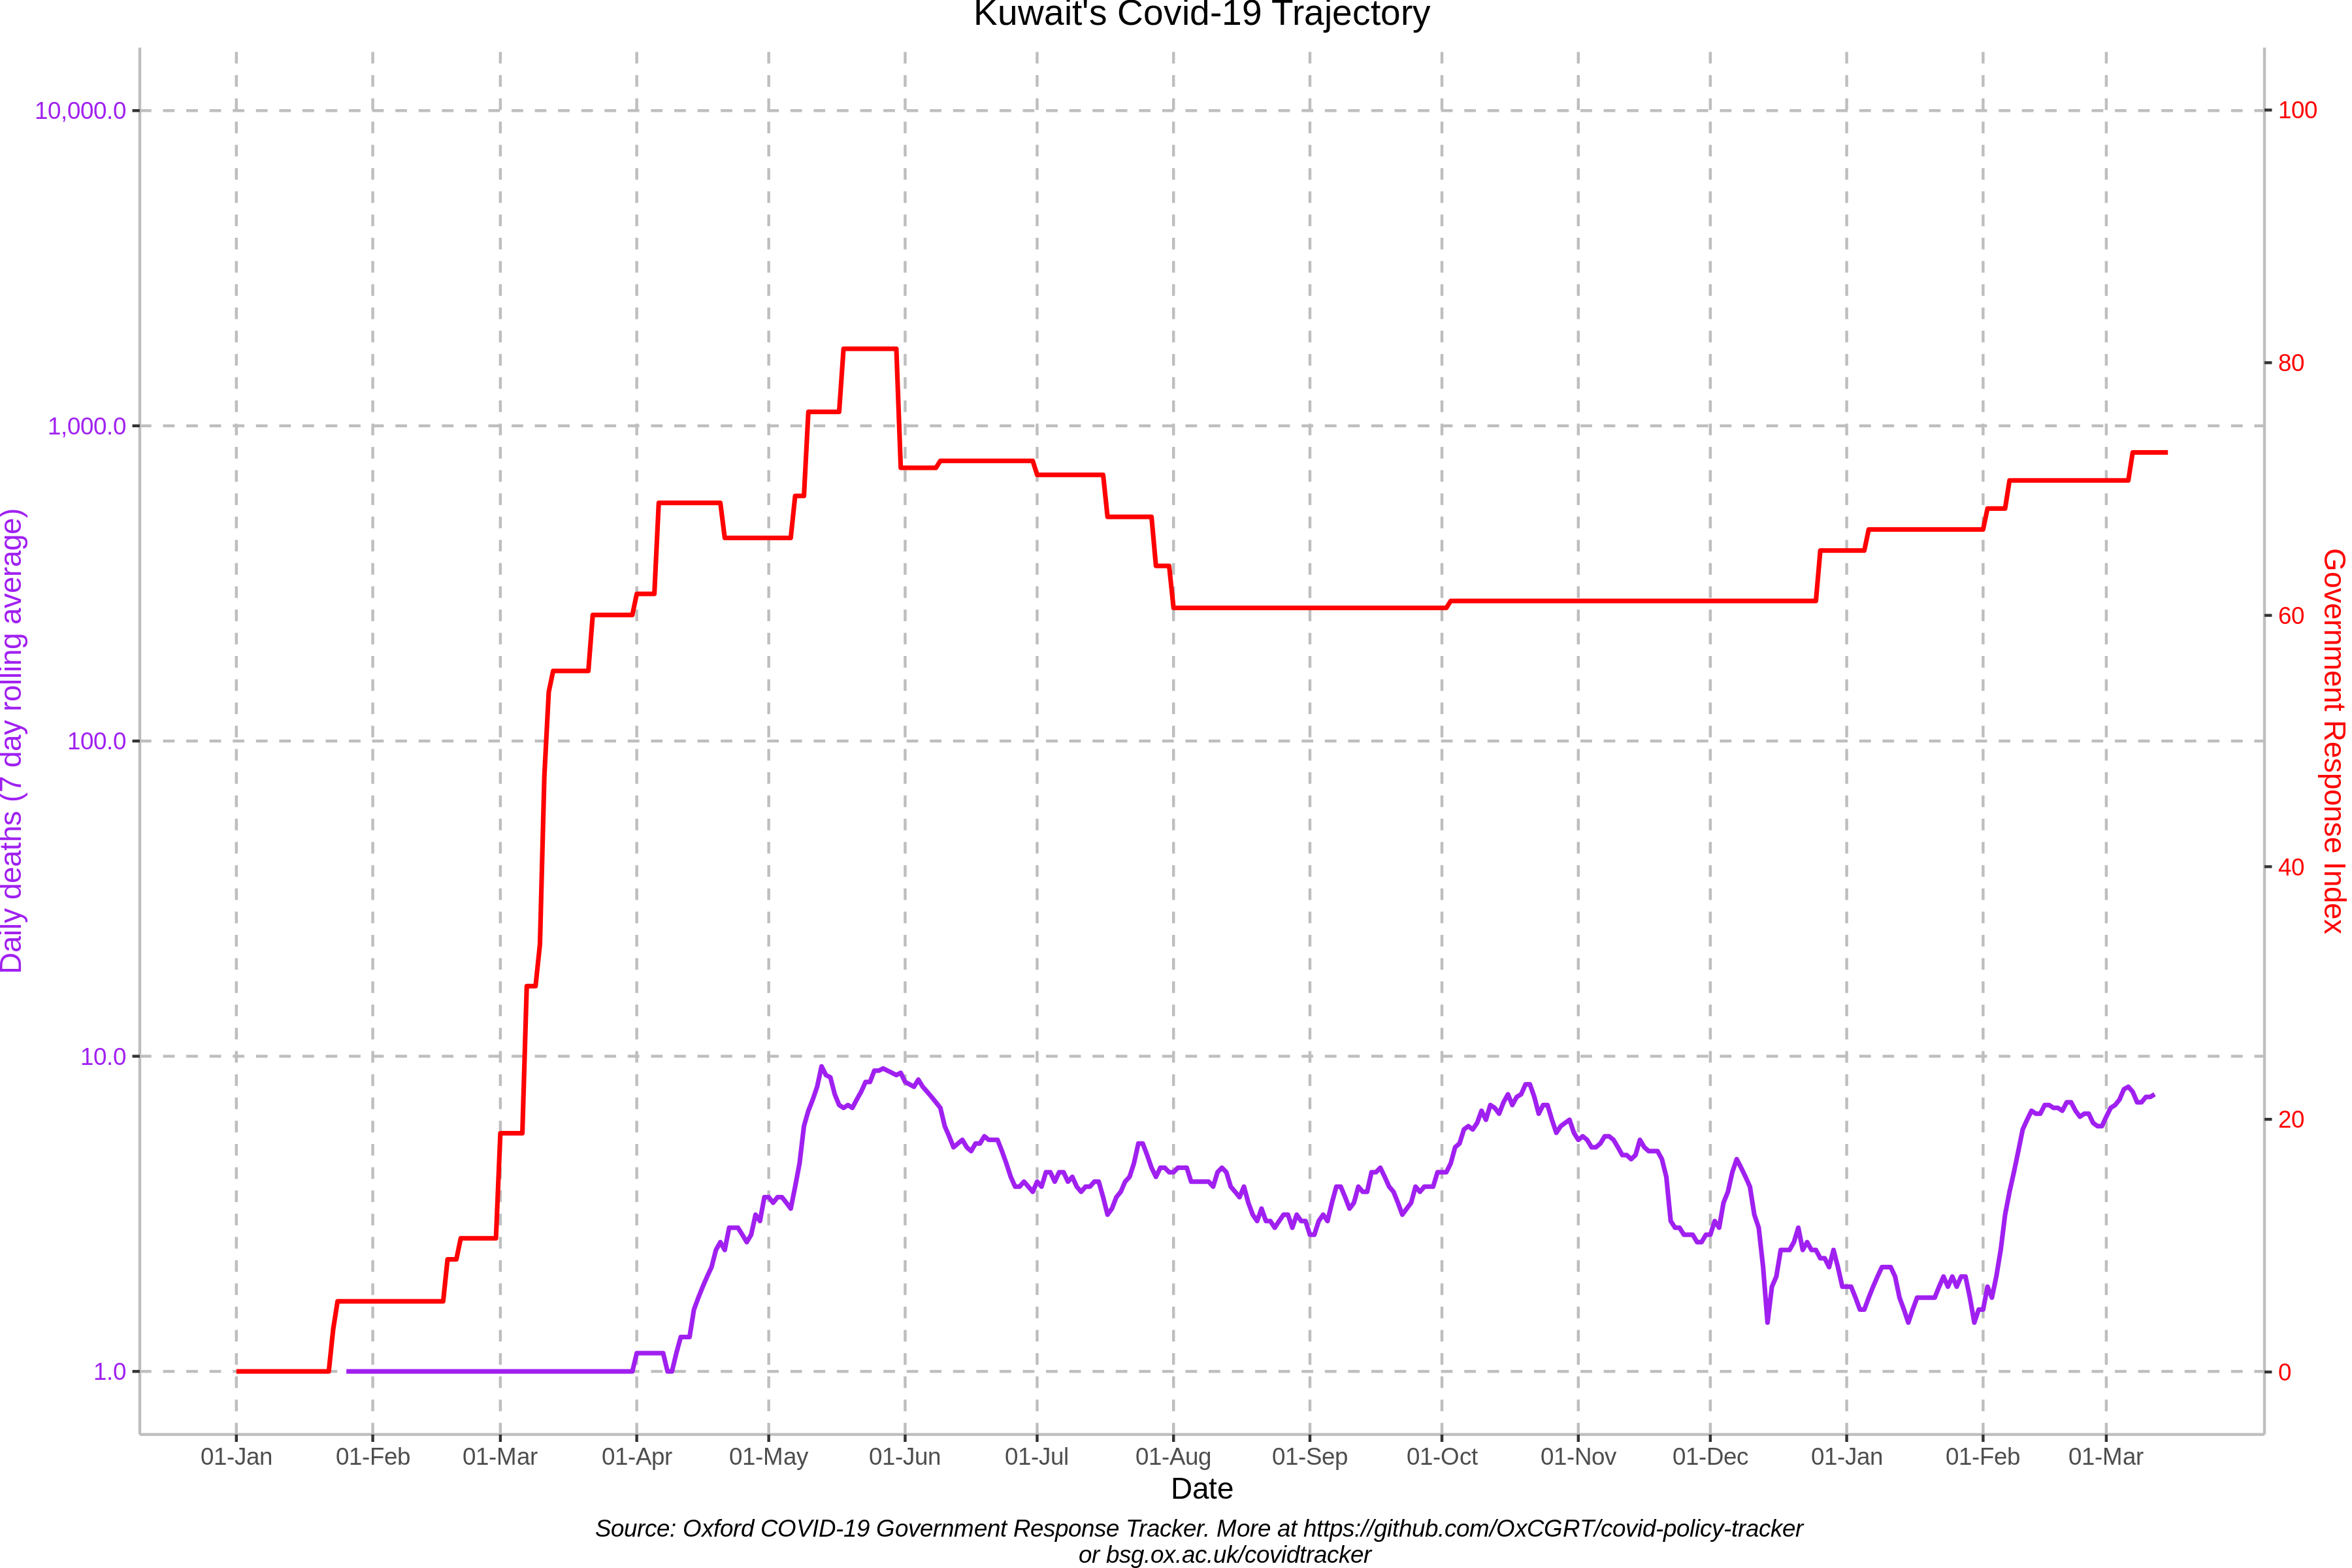 Kuwait's Covid-19 Trajectory
10,000.0
1,000.0
100.0
10.0
1.0
Daily deaths (7 day rolling average)
100
80
60
40
20
0
Government Response Index
01-Jan 01-Feb 01-Mar 01-Apr 01-May 01-Jun 01-Jul 01-Aug 01-Sep 01-Oct 01-Nov 01-Dec 01-Jan 01-Feb 01-Mar
Date
Source: Oxford COVID-19 Government Response Tracker. More at https://github.com/OxCGRT/covid-policy-tracker
or bsg.ox.ac.uk/covidtracker